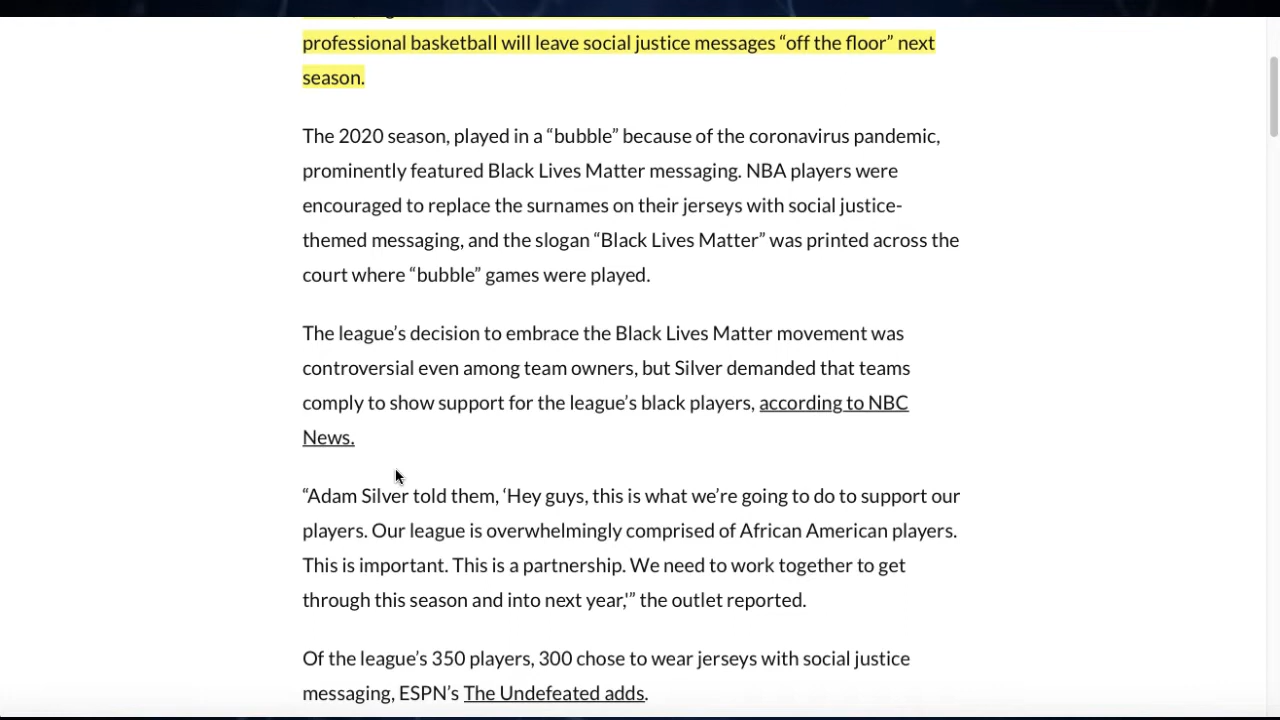 professional basketball will leave social justice messages “off the floor” next
season.
The 2020 season, played in a “bubble” because of the coronavirus pandemic,
prominently featured Black Lives Matter messaging. NBA players were
encouraged to replace the surnames on their jerseys with social justice-
themed messaging, and the slogan “Black Lives Matter” was printed across the
court where “bubble” games were played.
The league’s decision to embrace the Black Lives Matter movement was
controversial even among team owners, but Silver demanded that teams
comply to show support for the league’s black players, according to NBC
News.
“Adam Silver told them, ‘Hey guys, this is what we’re going to do to support our
players. Our league is overwhelmingly comprised of African American players.
This is important. This is a partnership. We need to work together to get
through this season and into next year,'” the outlet reported.
Of the league’s 350 players, 300 chose to wear jerseys with social justice
messaging, ESPN’s The Undefeated adds.